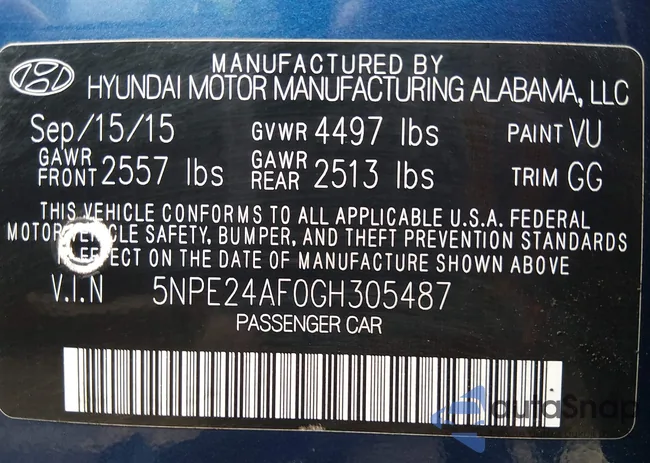 MANUFACTURED BY
HYUNDAI MOTOR MANUFACTURING ALABAMA, LLC
Sep/15/15 GVWR 4497 lbs PAINT VU
GAWR FRONT 2557 lbs GAWR REAR 2513 lbs TRIM GG
THIS VEHICLE CONFORMS TO ALL APPLICABLE U.S.A. FEDERAL
MOTOR VEHICLE SAFETY, BUMPER, AND THEFT PREVENTION STANDARDS
IN EFFECT ON THE DATE OF MANUFACTURE SHOWN ABOVE
V.I.N 5NPE24AF0GH305487
PASSENGER CAR
autoSnap